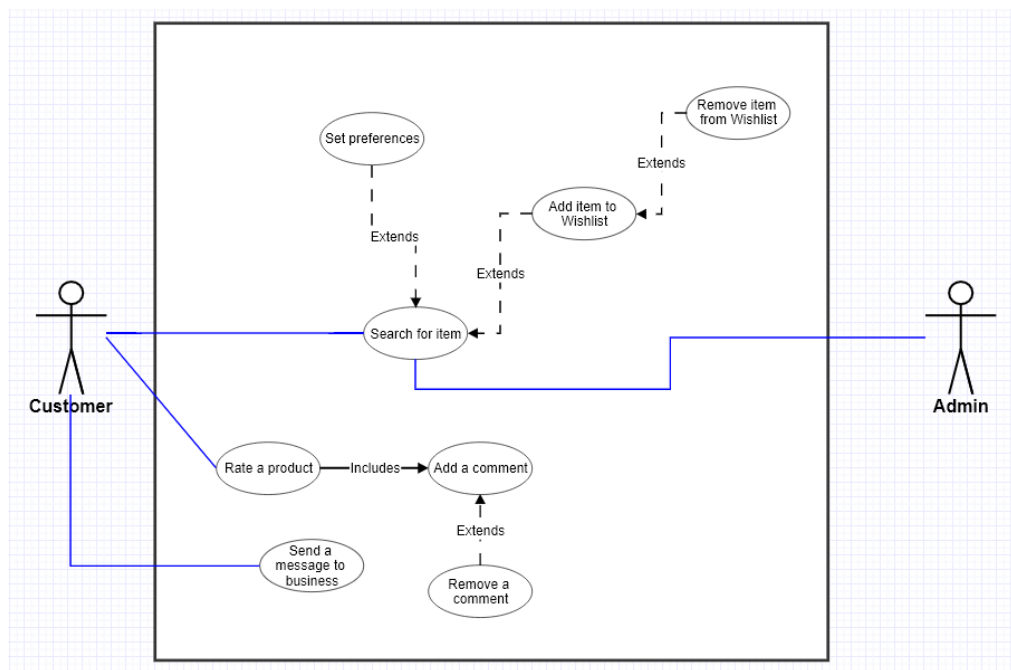 Remove item
from Wishlist
Set preferences
Extends
Add item to
Wishlist
Extends
Extends
Search for item
Customer
Admin
Rate a product
Includes
Add a comment
Extends
Send a
message to
business
Remove a
comment